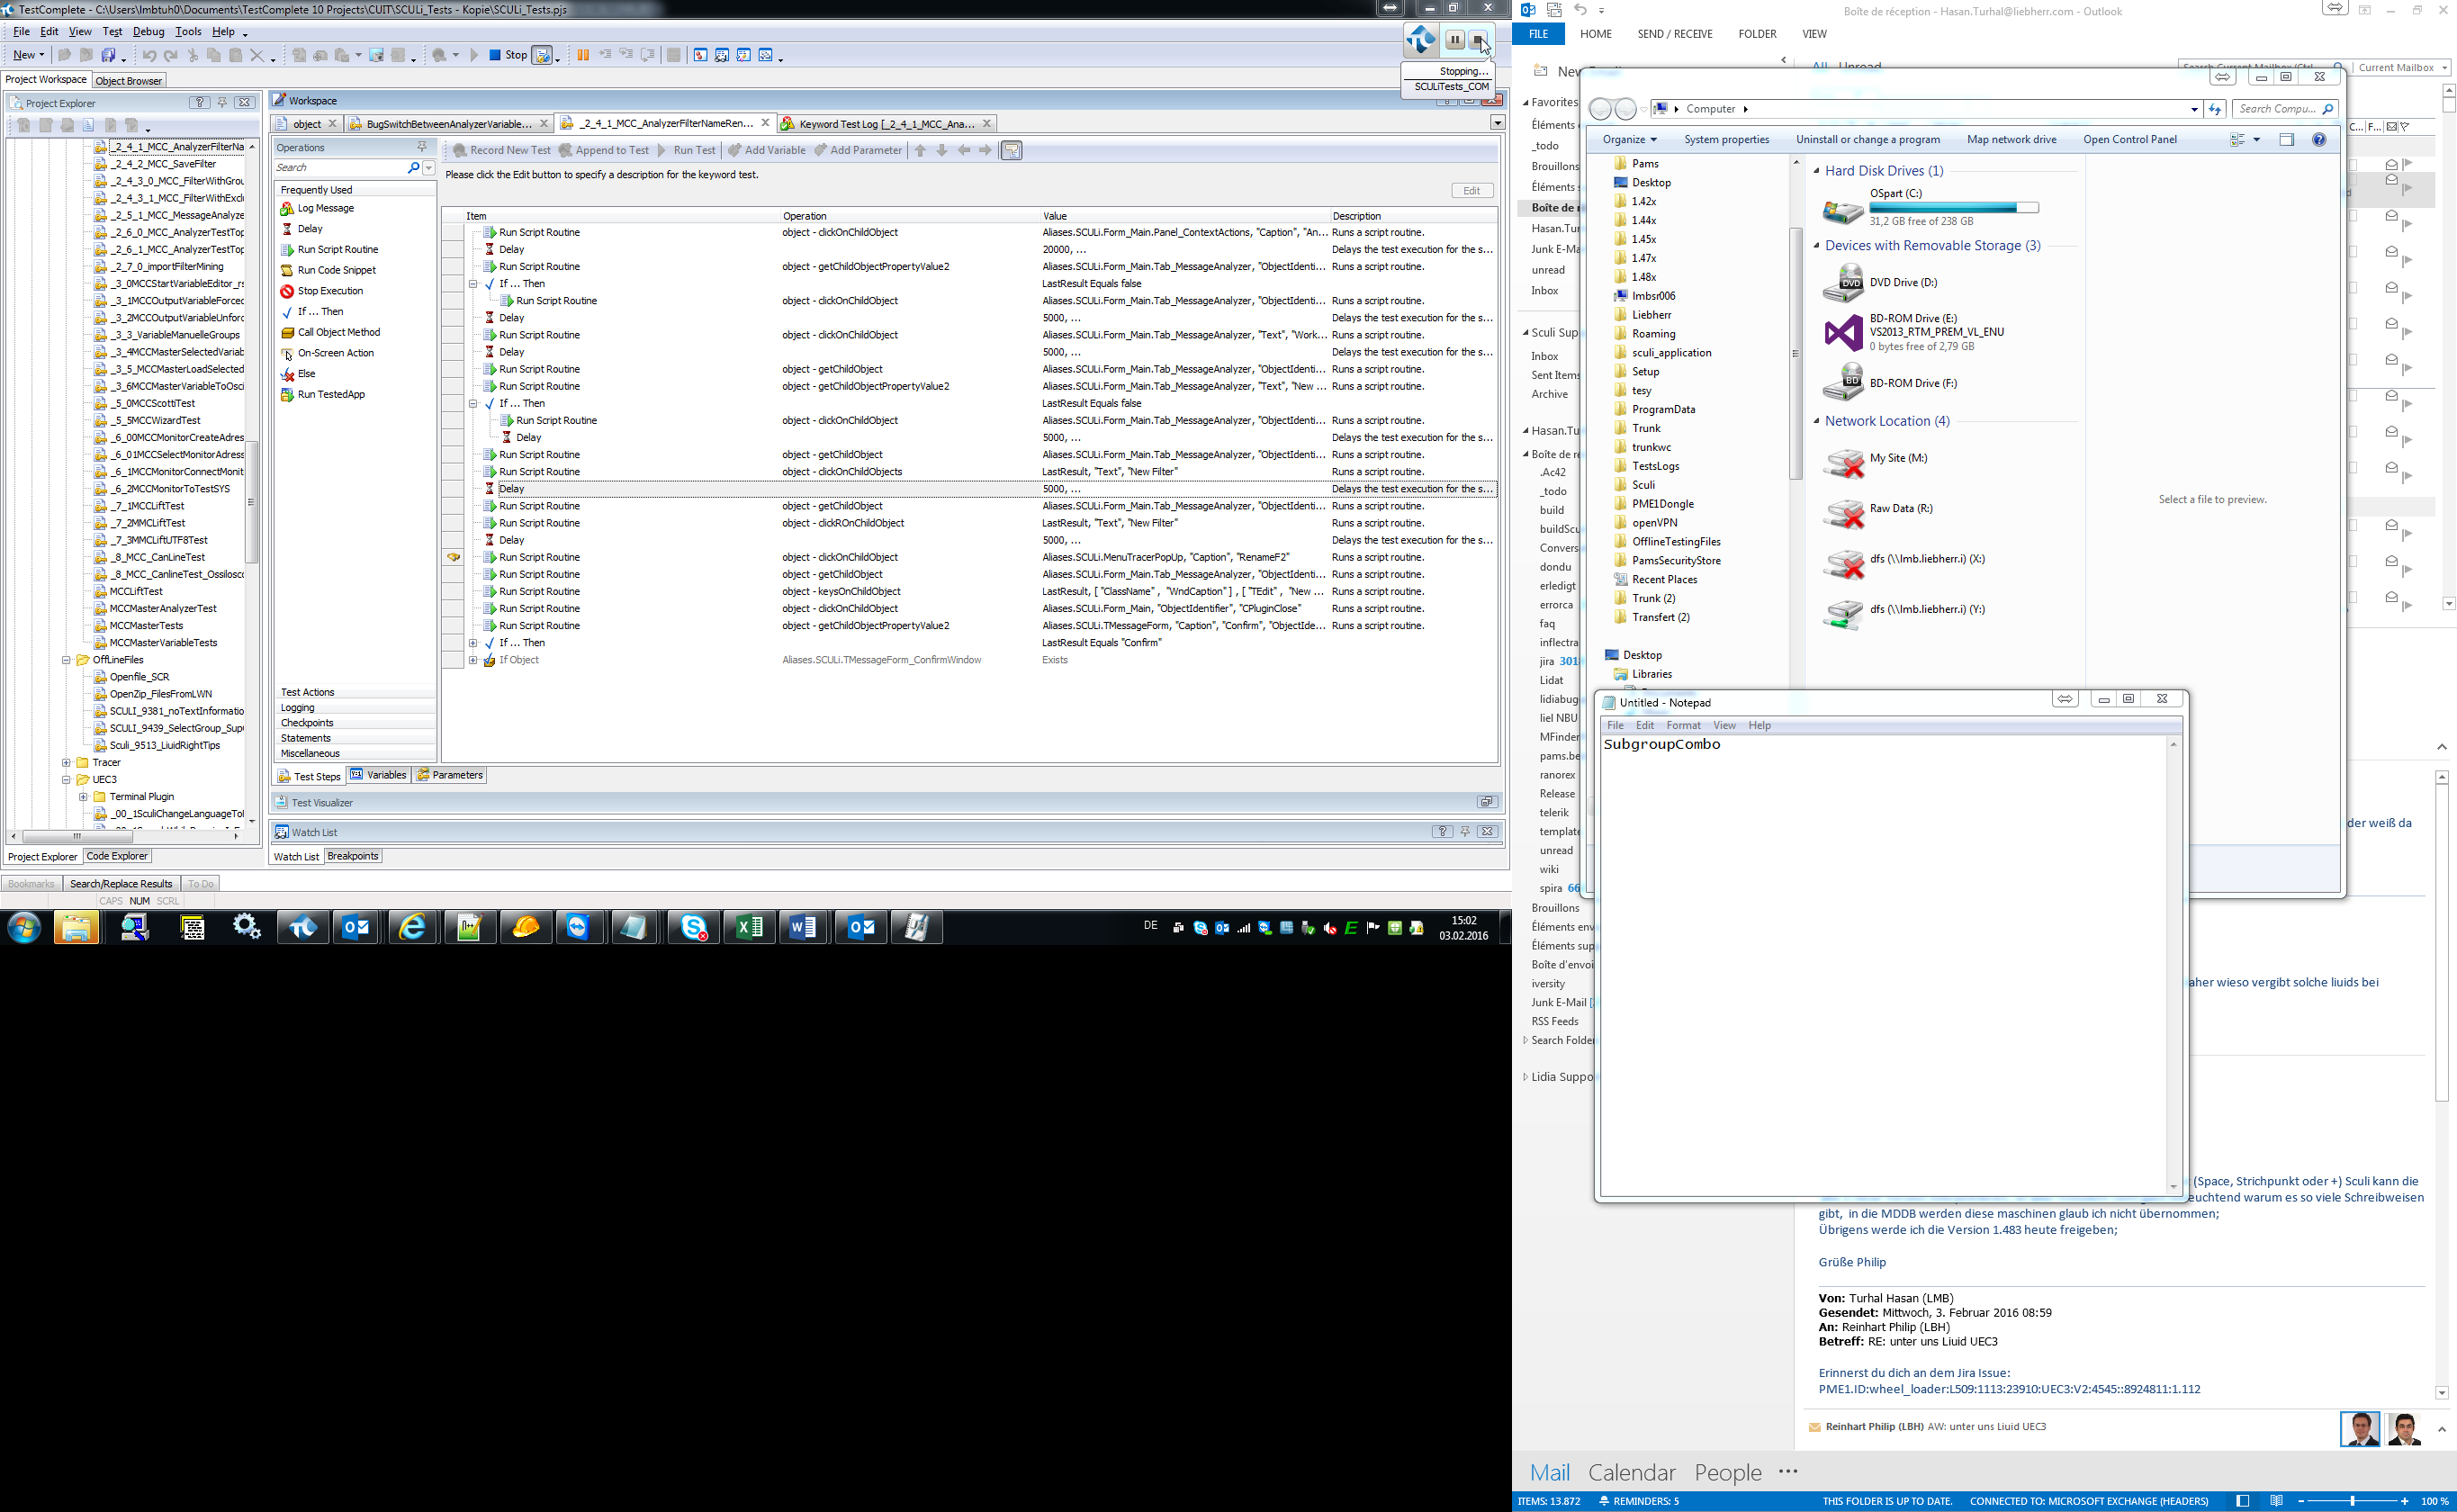 TestComplete - C:\Users\lmbtuh0\Documents\TestComplete 10 Projects\CUIT\SCULi_Tests - Kopie\SCULi_Tests.pjs
File Edit View Test Debug Tools Help
New Stop
Stopping...
SCULiTests_COM
Project Workspace Object Browser
Project Explorer
_2_4_1_MCC_AnalyzerFilterNa
_2_4_2_MCC_SaveFilter
_2_4_3_0_MCC_FilterWithGrou
_2_4_3_1_MCC_FilterWithExcl
_2_5_1_MCC_MessageAnalyze
_2_6_0_MCC_AnalyzerTestTop
_2_6_1_MCC_AnalyzerTestTop
_2_7_0_importFilterMining
_3_0MCCStartVariableEditor_rs
_3_1MCCOutputVariableForced
_3_2MCCOutputVariableUnforc
_3_3_VariableManuelleGroups
_3_4MCCMasterSelectedVariab
_3_5_MCCMasterLoadSelected
_3_6MCCMasterVariableToOsci
_5_0MCCScottiTest
_5_5MCCWizardTest
_6_00MCCMonitorCreateAdres
_6_01MCCSelectMonitorAdress
_6_1MCCMonitorConnectMonit
_6_2MCCMonitorToTestSYS
_7_1MCCLiftTest
_7_2MMCLiftTest
_7_3MMCLiftUTF8Test
_8_MCC_CanLineTest
_8_MCC_CanlineTest_Ossilosco
MCCLiftTest
MCCMasterAnalyzerTest
MCCMasterTests
MCCMasterVariableTests
OffLineFiles
Openfile_SCR
OpenZip_FilesFromLWN
SCULI_9381_noTextInformatio
SCULI_9439_SelectGroup_Sup
Sculi_9513_LiuidRightTips
Tracer
UEC3
Terminal Plugin
_00_1SculiChangeLanguageTol
Project Explorer Code Explorer
Workspace
object BugSwitchBetweenAnalyzerVariable... _2_4_1_MCC_AnalyzerFilterNameRen... Keyword Test Log [_2_4_1_MCC_Ana...
Operations
Search
Frequently Used
Log Message
Delay
Run Script Routine
Run Code Snippet
Stop Execution
If ... Then
Call Object Method
On-Screen Action
Else
Run TestedApp
Test Actions
Logging
Checkpoints
Statements
Miscellaneous
Record New Test Append to Test Run Test Add Variable Add Parameter
Please click the Edit button to specify a description for the keyword test.
Edit
Item Operation Value Description
Run Script Routine object - clickOnChildObject Aliases.SCULi.Form_Main.Panel_ContextActions, "Caption", "An... Runs a script routine.
Delay 20000, ... Delays the test execution for the s...
Run Script Routine object - getChildObjectPropertyValue2 Aliases.SCULi.Form_Main.Tab_MessageAnalyzer, "ObjectIdenti... Runs a script routine.
If ... Then LastResult Equals false
Run Script Routine object - clickOnChildObject Aliases.SCULi.Form_Main.Tab_MessageAnalyzer, "ObjectIdenti... Runs a script routine.
Delay 5000, ... Delays the test execution for the s...
Run Script Routine object - clickOnChildObject Aliases.SCULi.Form_Main.Tab_MessageAnalyzer, "Text", "Work... Runs a script routine.
Delay 5000, ... Delays the test execution for the s...
Run Script Routine object - getChildObject Aliases.SCULi.Form_Main.Tab_MessageAnalyzer, "ObjectIdenti... Runs a script routine.
Run Script Routine object - getChildObjectPropertyValue2 Aliases.SCULi.Form_Main.Tab_MessageAnalyzer, "Text", "New ... Runs a script routine.
If ... Then LastResult Equals false
Run Script Routine object - clickOnChildObject Aliases.SCULi.Form_Main.Tab_MessageAnalyzer, "ObjectIdenti... Runs a script routine.
Delay 5000, ... Delays the test execution for the s...
Run Script Routine object - getChildObject Aliases.SCULi.Form_Main.Tab_MessageAnalyzer, "ObjectIdenti... Runs a script routine.
Run Script Routine object - clickOnChildObjects LastResult, "Text", "New Filter" Runs a script routine.
Delay 5000, ... Delays the test execution for the s...
Run Script Routine object - getChildObject Aliases.SCULi.Form_Main.Tab_MessageAnalyzer, "ObjectIdenti... Runs a script routine.
Run Script Routine object - clickROnChildObject LastResult, "Text", "New Filter" Runs a script routine.
Delay 5000, ... Delays the test execution for the s...
Run Script Routine object - clickOnChildObject Aliases.SCULi.MenuTracerPopUp, "Caption", "RenameF2" Runs a script routine.
Run Script Routine object - getChildObject Aliases.SCULi.Form_Main.Tab_MessageAnalyzer, "ObjectIdenti... Runs a script routine.
Run Script Routine object - keysOnChildObject LastResult, [ "ClassName" , "WndCaption" ] , [ "TEdit" , "New ... Runs a script routine.
Run Script Routine object - clickOnChildObject Aliases.SCULi.Form_Main, "ObjectIdentifier", "CPluginClose" Runs a script routine.
Run Script Routine object - getChildObjectPropertyValue2 Aliases.SCULi.TMessageForm, "Caption", "Confirm", "ObjectIde... Runs a script routine.
If ... Then LastResult Equals "Confirm"
If Object Aliases.SCULi.TMessageForm_ConfirmWindow Exists
Test Steps Variables Parameters
Test Visualizer
Watch List
Watch List Breakpoints
Bookmarks Search/Replace Results To Do
CAPS NUM SCRL
DE
15:02
03.02.2016
Boîte de réception - Hasan.Turhal@liebherr.com - Outlook
FILE HOME SEND / RECEIVE FOLDER VIEW
New
All Unread
Search Current Mailbox (Ctrl Current Mailbox
Favorites
Éléments
_todo
Brouillons
Éléments s
Boîte de r
Hasan.Tur
Junk E-Ma
unread
Inbox
Sculi Sup
Inbox
Sent Items
Archive
Hasan.Tu
Boîte de ré
.Ac42
_todo
build
buildScu
Convers
dondu
erledigt
errorca
faq
inflectra
jira 301
Lidat
lidiabug
liel NBU
MFinder
pams.be
ranorex
Release
telerik
template
unread
wiki
spira 66
Brouillons
Éléments env
Éléments sup
Boîte d'envoi
iversity
Junk E-Mail [
RSS Feeds
Search Folde
Lidia Suppo
Computer
Search Compu...
Organize System properties Uninstall or change a program Map network drive Open Control Panel
Pams
Desktop
1.42x
1.44x
1.45x
1.47x
1.48x
lmbsr006
Liebherr
Roaming
sculi_application
Setup
tesy
ProgramData
Trunk
trunkwc
TestsLogs
Sculi
PME1Dongle
openVPN
OfflineTestingFiles
PamsSecurityStore
Recent Places
Trunk (2)
Transfert (2)
Desktop
Libraries
Hard Disk Drives (1)
OSpart (C:)
31,2 GB free of 238 GB
Devices with Removable Storage (3)
DVD Drive (D:)
BD-ROM Drive (E:)
VS2013_RTM_PREM_VL_ENU
0 bytes free of 2,79 GB
BD-ROM Drive (F:)
Network Location (4)
My Site (M:)
Raw Data (R:)
dfs (\\lmb.liebherr.i) (X:)
dfs (\\lmb.liebherr.i) (Y:)
Select a file to preview.
C... F...
Untitled - Notepad
File Edit Format View Help
SubgroupCombo
der weiß da
aher wieso vergibt solche liuids bei
(Space, Strichpunkt oder +) Sculi kann die
euchtend warum es so viele Schreibweisen
gibt, in die MDDB werden diese maschinen glaub ich nicht übernommen;
Übrigens werde ich die Version 1.483 heute freigeben;
Grüße Philip
Von: Turhal Hasan (LMB)
Gesendet: Mittwoch, 3. Februar 2016 08:59
An: Reinhart Philip (LBH)
Betreff: RE: unter uns Liuid UEC3
Erinnerst du dich an dem Jira Issue:
PME1.ID:wheel_loader:L509:1113:23910:UEC3:V2:4545::8924811:1.112
Reinhart Philip (LBH) AW: unter uns Liuid UEC3
Mail Calendar People ...
ITEMS: 13.872 REMINDERS: 5 THIS FOLDER IS UP TO DATE. CONNECTED TO: MICROSOFT EXCHANGE (HEADERS) 100 %